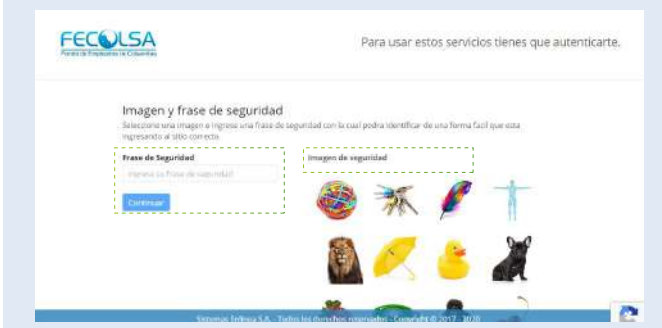 FECOLSA
Fondo de Empleados de Colsanitas
Para usar estos servicios tienes que autenticarte.
Imagen y frase de seguridad
Seleccione una imagen e ingrese una frase de seguridad con la cual podra identificar de una forma facil que esta
ingresando al sitio correcto.
Frase de Seguridad
Imagen de seguridad
Ingrese su frase de seguridad
Continuar
Sistemas Enlinea S.A. - Todos los derechos reservados - Copyright © 2017 - 2020